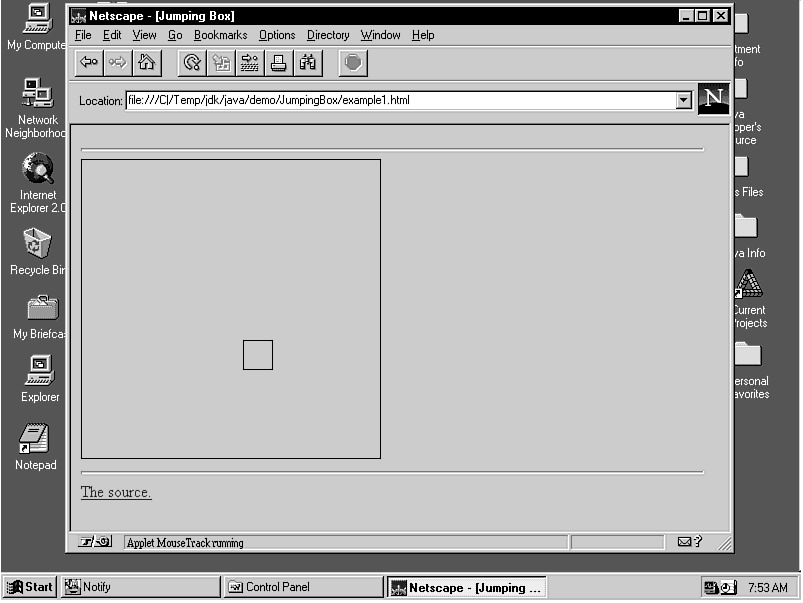 Netscape - [Jumping Box]
File Edit View Go Bookmarks Options Directory Window Help
Location: file:///C|/Temp/jdk/java/demo/JumpingBox/example1.html
N
The source.
Applet MouseTrack running
?
My Compute
Network
Neighborhoo
Internet
Explorer 2.0
Recycle Bin
My Briefca
Explorer
Notepad
tment
fo
va
oper's
urce
s Files
va Info
Current
Projects
ersonal
avorites
Start
Notify
Control Panel
Netscape - [Jumping ...
7:53 AM